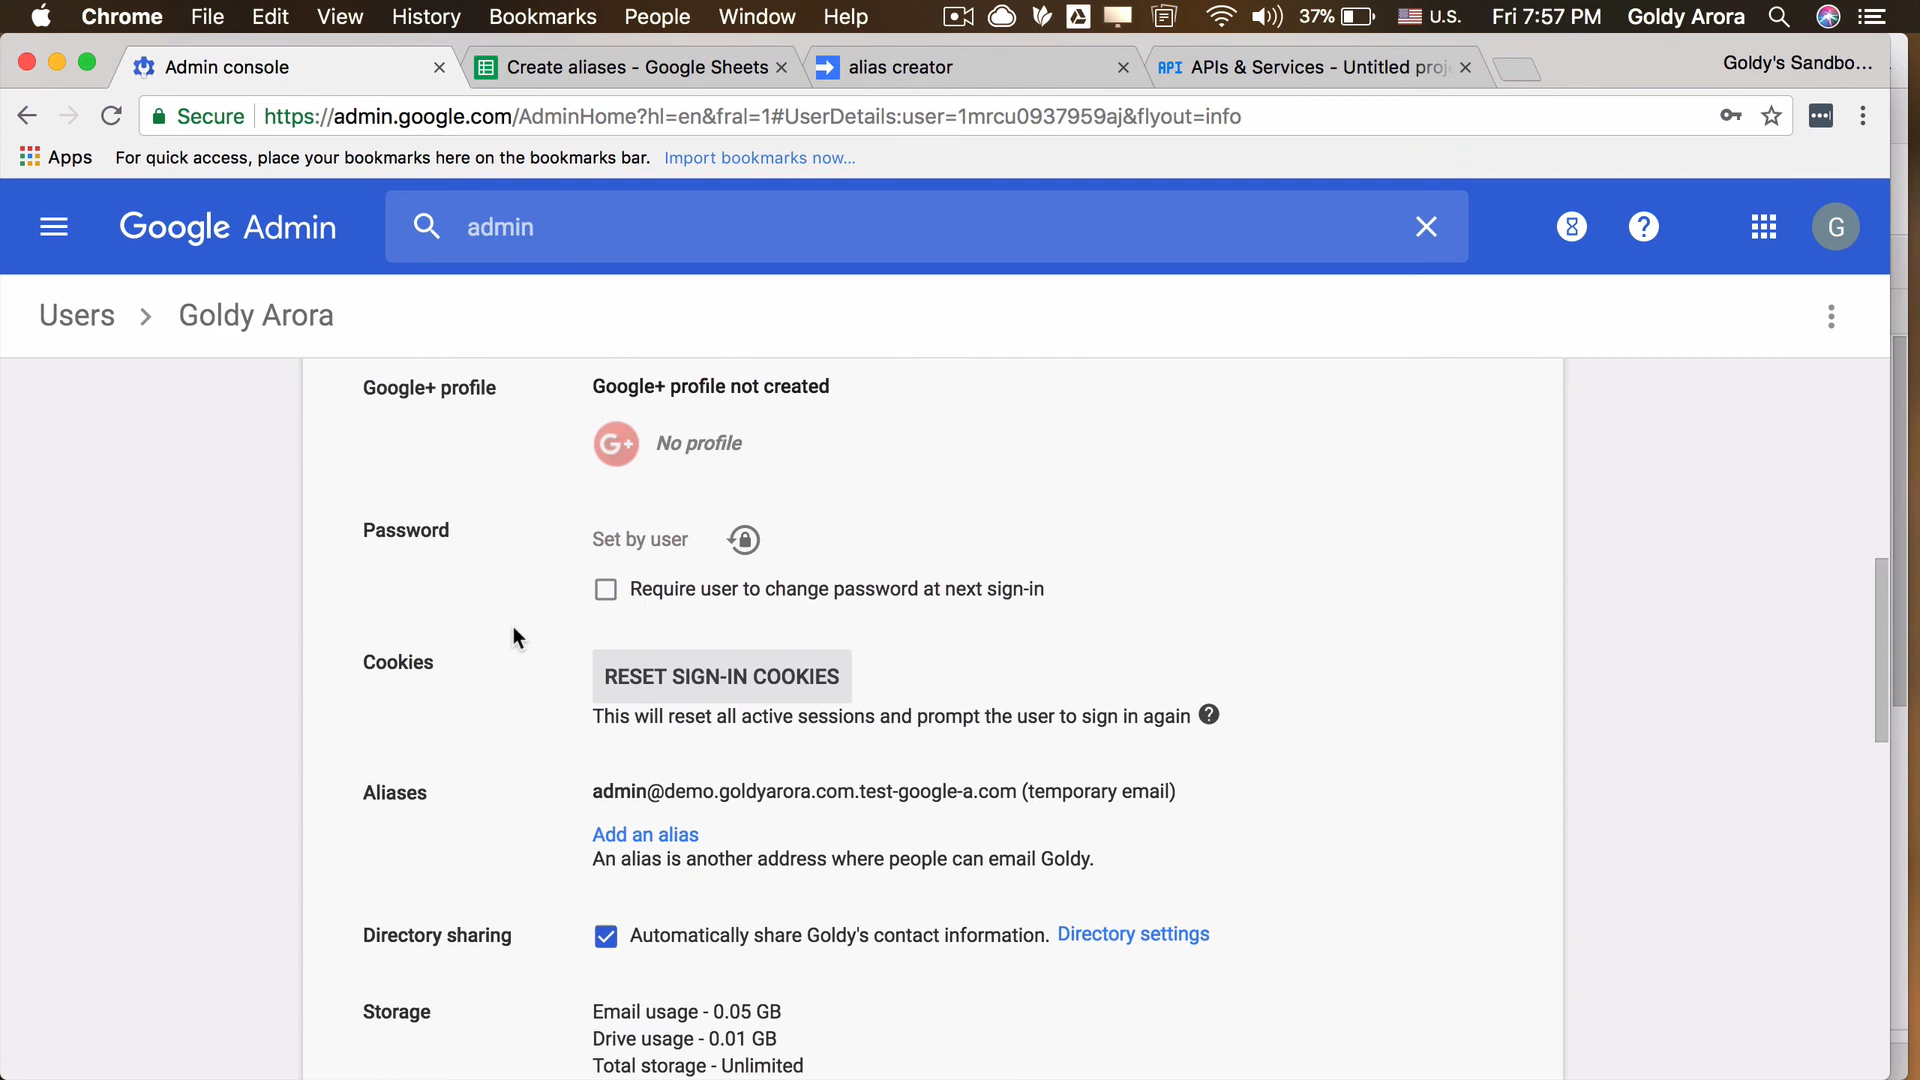 Chrome File Edit View History Bookmarks People Window Help 37% U.S. Fri 7:57 PM Goldy Arora
Admin console Create aliases - Google Sheets alias creator API APIs & Services - Untitled proj Goldy's Sandbo...
Secure https://admin.google.com/AdminHome?hl=en&fral=1#UserDetails:user=1mrcu0937959aj&flyout=info
Apps For quick access, place your bookmarks here on the bookmarks bar. Import bookmarks now...
Google Admin admin ? G
Users > Goldy Arora
Google+ profile Google+ profile not created
G+ No profile
Password Set by user
Require user to change password at next sign-in
Cookies RESET SIGN-IN COOKIES
This will reset all active sessions and prompt the user to sign in again ?
Aliases admin@demo.goldyarora.com.test-google-a.com (temporary email)
Add an alias
An alias is another address where people can email Goldy.
Directory sharing Automatically share Goldy's contact information. Directory settings
Storage Email usage - 0.05 GB
Drive usage - 0.01 GB
Total storage - Unlimited